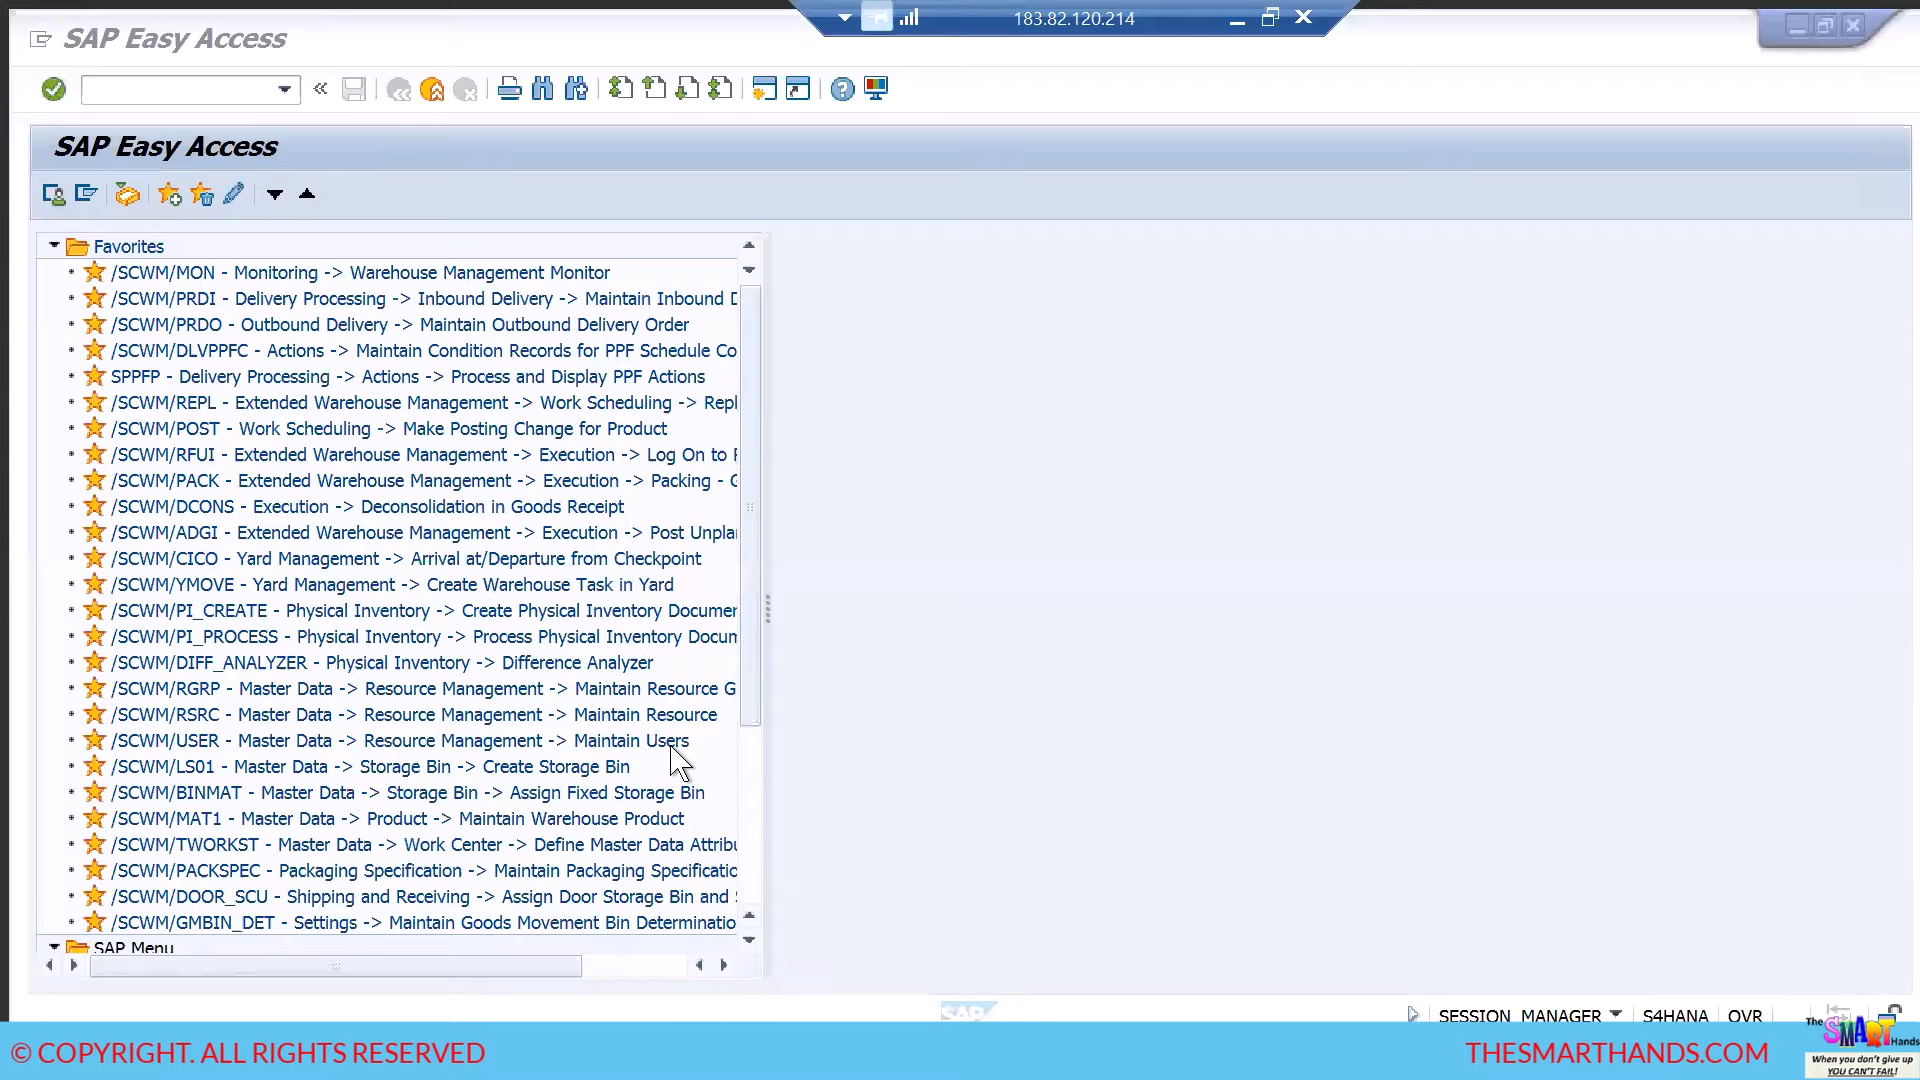 183.82.120.214
SAP Easy Access
SAP Easy Access
Favorites
/SCWM/MON - Monitoring -> Warehouse Management Monitor
/SCWM/PRDI - Delivery Processing -> Inbound Delivery -> Maintain Inbound D
/SCWM/PRDO - Outbound Delivery -> Maintain Outbound Delivery Order
/SCWM/DLVPPFC - Actions -> Maintain Condition Records for PPF Schedule Co
SPPFP - Delivery Processing -> Actions -> Process and Display PPF Actions
/SCWM/REPL - Extended Warehouse Management -> Work Scheduling -> Repl
/SCWM/POST - Work Scheduling -> Make Posting Change for Product
/SCWM/RFUI - Extended Warehouse Management -> Execution -> Log On to F
/SCWM/PACK - Extended Warehouse Management -> Execution -> Packing - G
/SCWM/DCONS - Execution -> Deconsolidation in Goods Receipt
/SCWM/ADGI - Extended Warehouse Management -> Execution -> Post Unplan
/SCWM/CICO - Yard Management -> Arrival at/Departure from Checkpoint
/SCWM/YMOVE - Yard Management -> Create Warehouse Task in Yard
/SCWM/PI_CREATE - Physical Inventory -> Create Physical Inventory Documen
/SCWM/PI_PROCESS - Physical Inventory -> Process Physical Inventory Docum
/SCWM/DIFF_ANALYZER - Physical Inventory -> Difference Analyzer
/SCWM/RGRP - Master Data -> Resource Management -> Maintain Resource G
/SCWM/RSRC - Master Data -> Resource Management -> Maintain Resource
/SCWM/USER - Master Data -> Resource Management -> Maintain Users
/SCWM/LS01 - Master Data -> Storage Bin -> Create Storage Bin
/SCWM/BINMAT - Master Data -> Storage Bin -> Assign Fixed Storage Bin
/SCWM/MAT1 - Master Data -> Product -> Maintain Warehouse Product
/SCWM/TWORKST - Master Data -> Work Center -> Define Master Data Attribu
/SCWM/PACKSPEC - Packaging Specification -> Maintain Packaging Specificatio
/SCWM/DOOR_SCU - Shipping and Receiving -> Assign Door Storage Bin and S
/SCWM/GMBIN_DET - Settings -> Maintain Goods Movement Bin Determinatio
SAP Menu
SAP
SESSION_MANAGER
S4HANA
OVR
© COPYRIGHT. ALL RIGHTS RESERVED
THESMARTHANDS.COM
The SMART Hands
When you don't give up
YOU CAN'T FAIL!